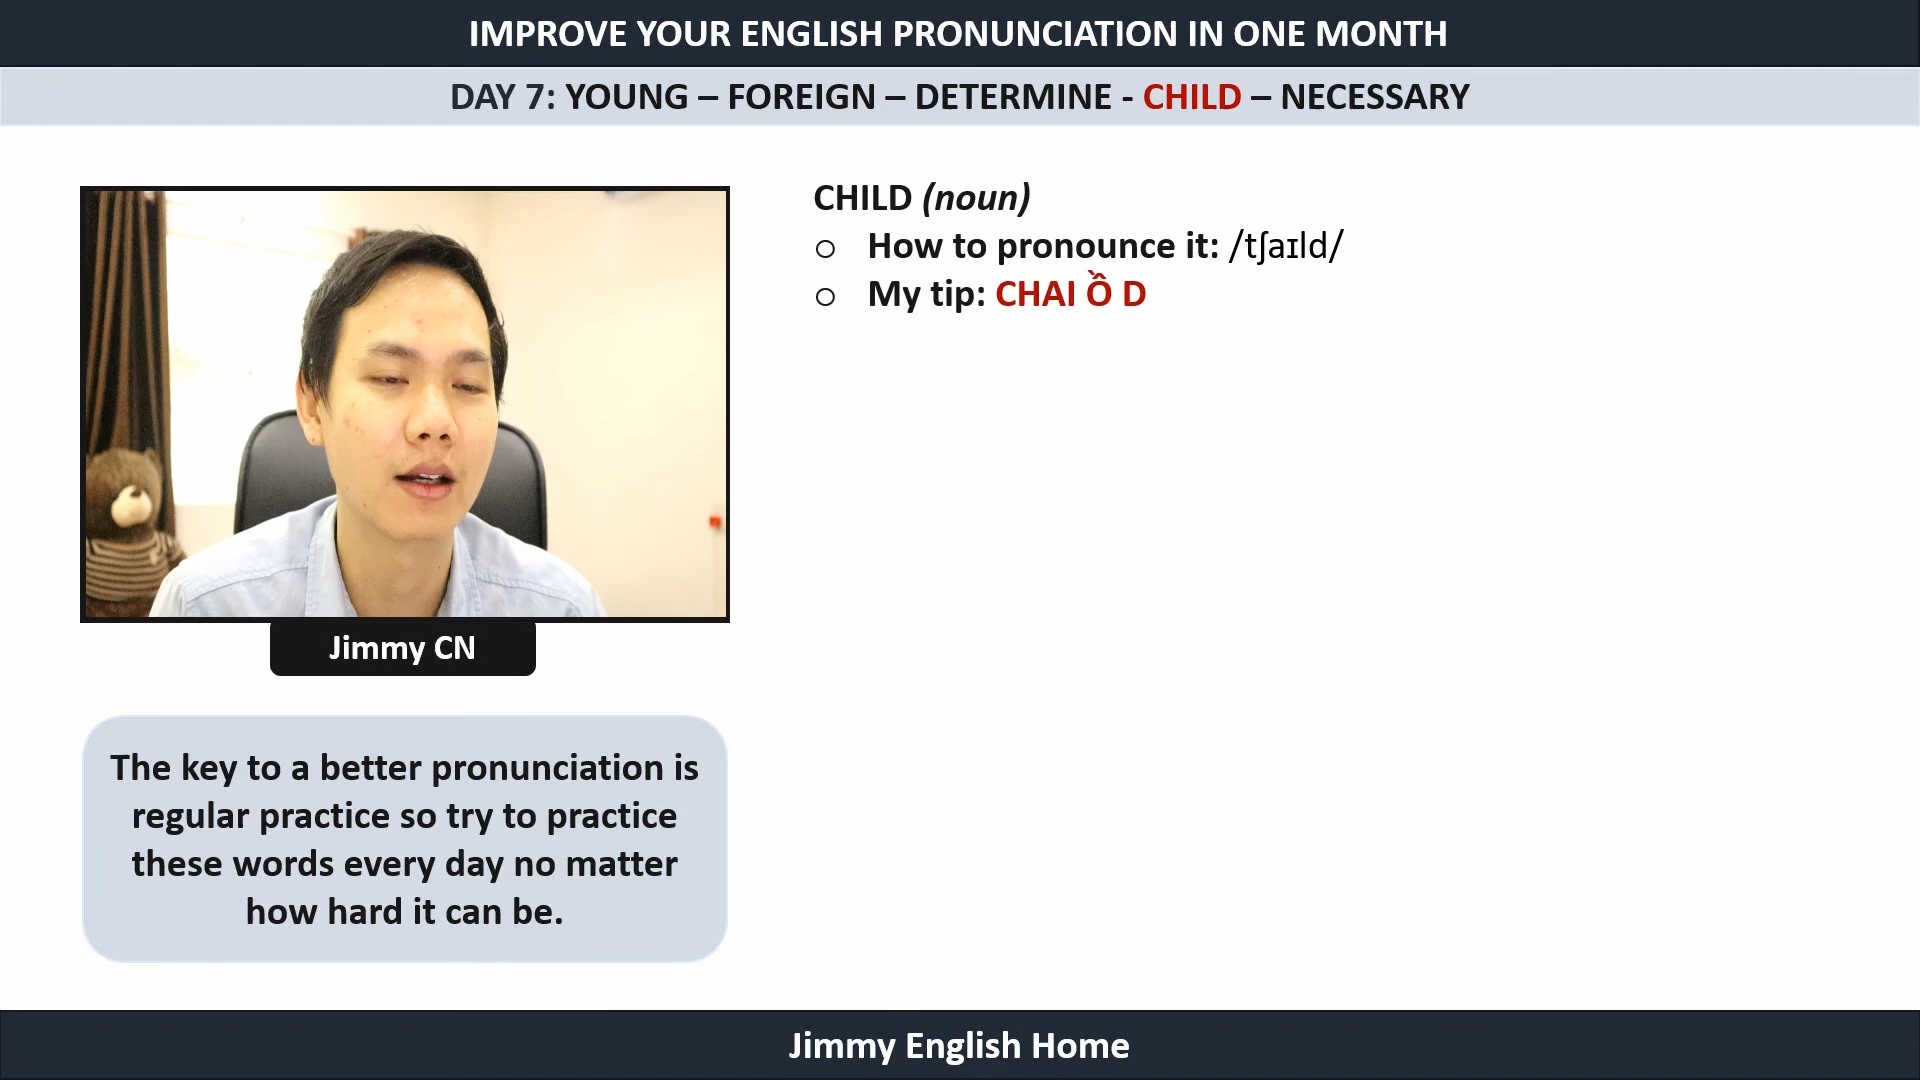 IMPROVE YOUR ENGLISH PRONUNCIATION IN ONE MONTH
DAY 7: YOUNG – FOREIGN – DETERMINE - CHILD – NECESSARY
CHILD (noun)
○ How to pronounce it: /tʃaɪld/
○ My tip: CHAI Ồ D
Jimmy CN
The key to a better pronunciation is
regular practice so try to practice
these words every day no matter
how hard it can be.
Jimmy English Home